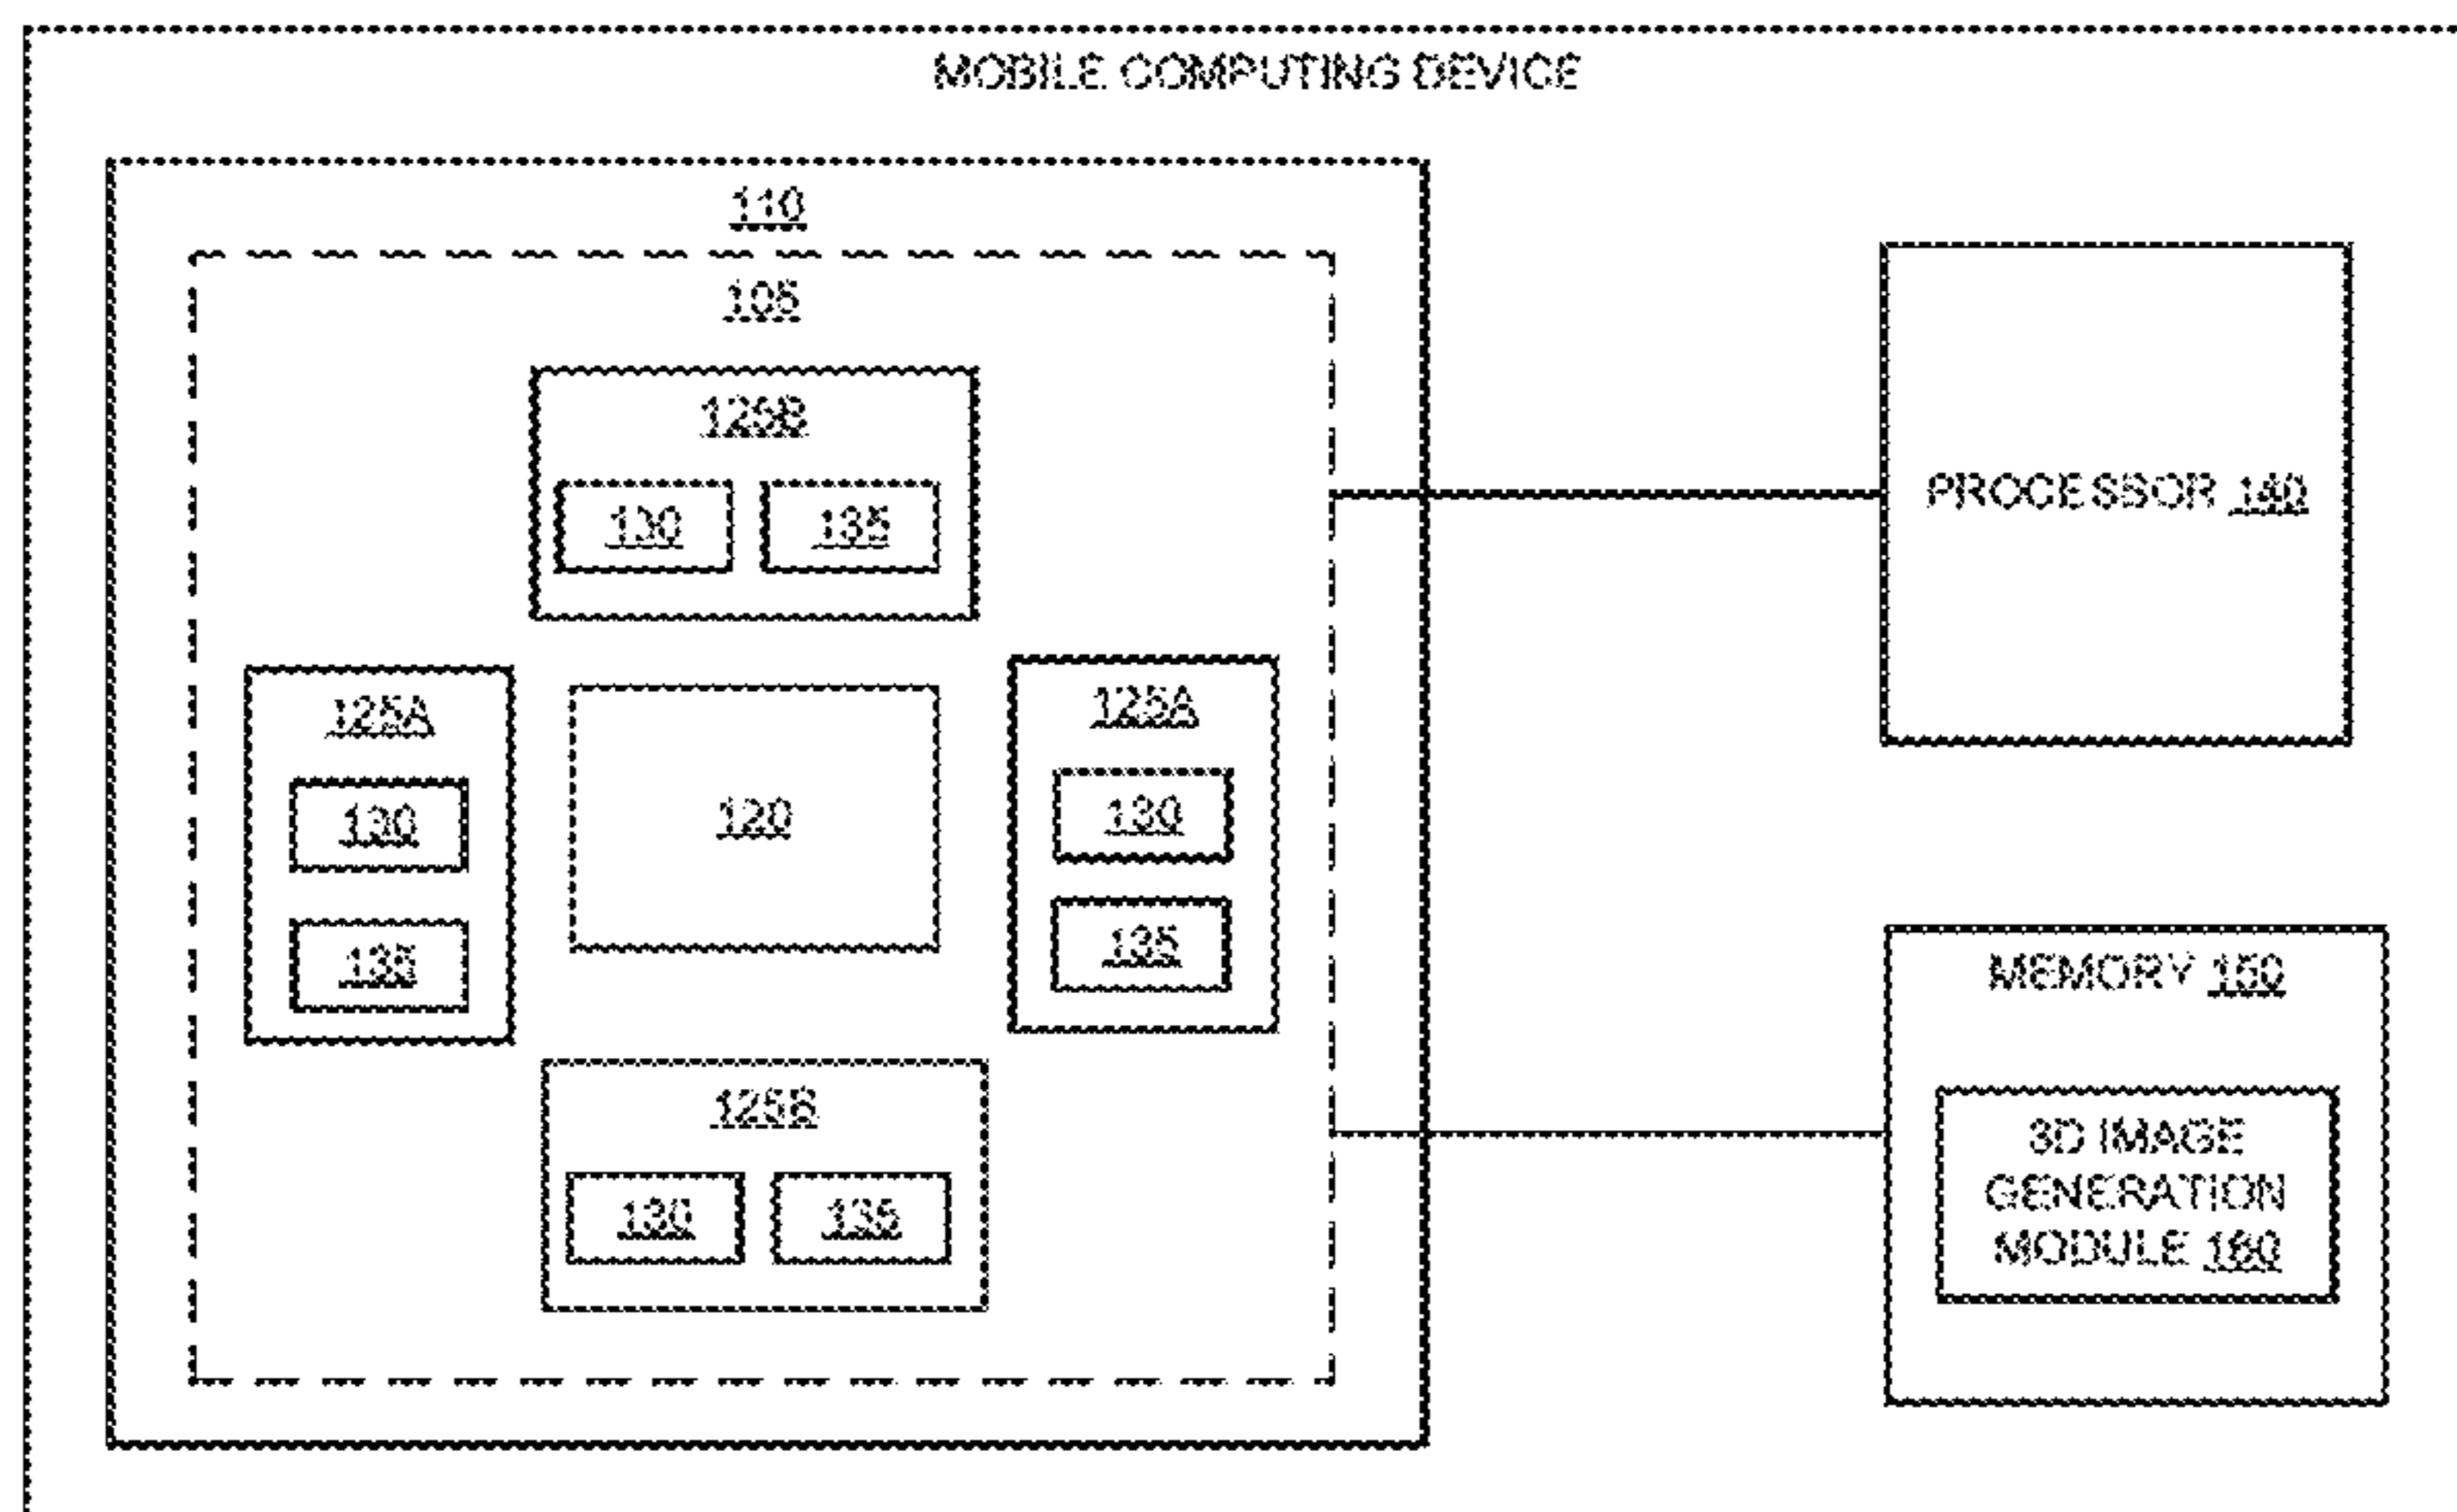 MOBILE COMPUTING DEVICE
110
105
125B
130 135
125A
130
135
120
125A
130
135
125B
130 135
PROCESSOR 140
MEMORY 150
3D IMAGE
GENERATION
MODULE 160